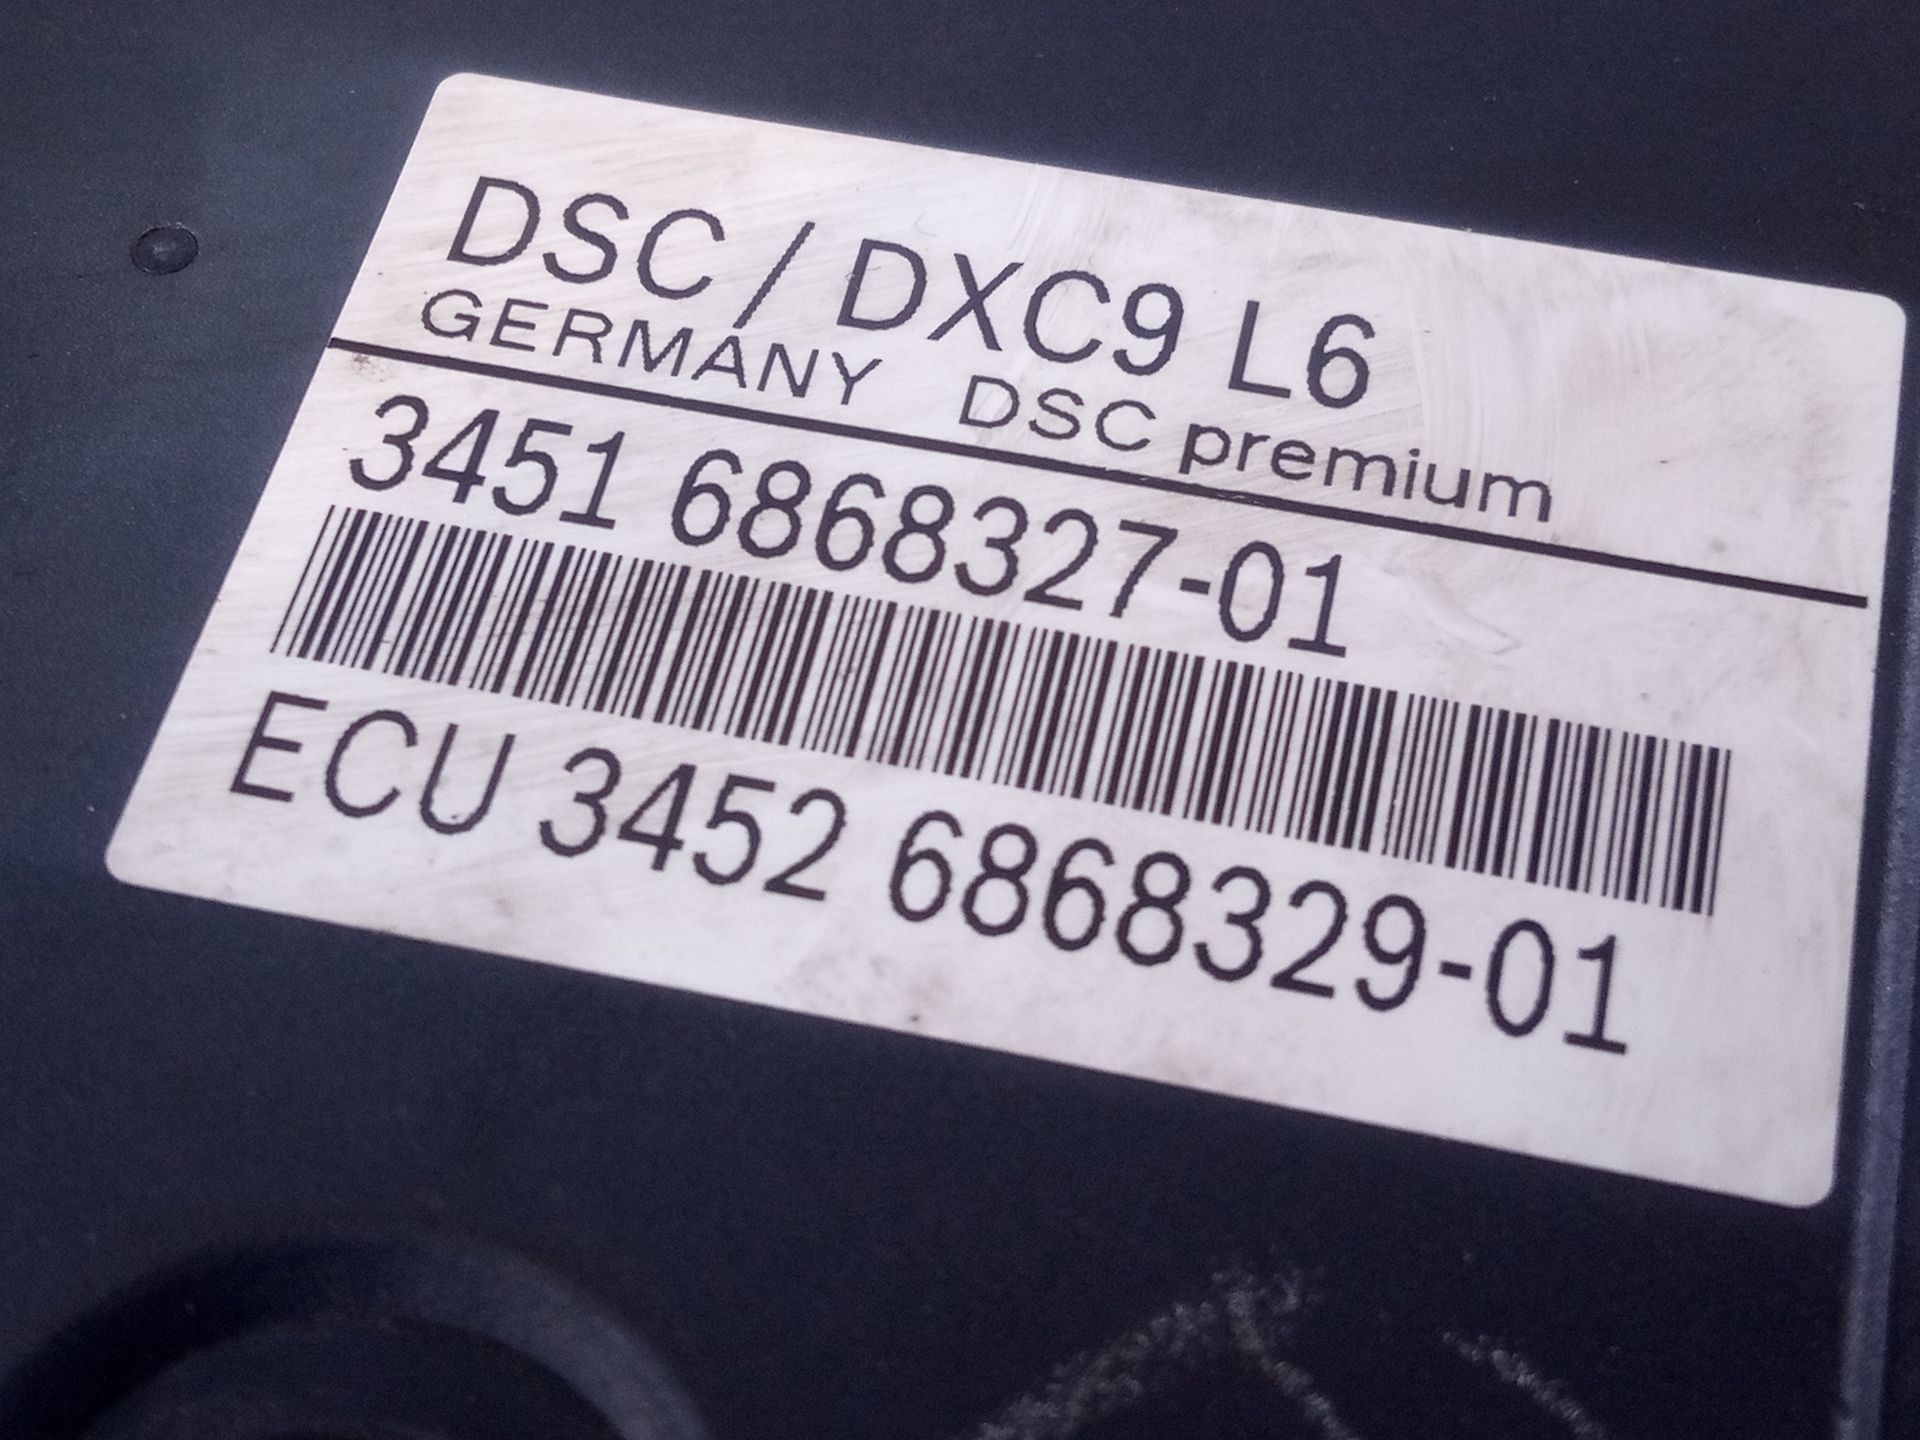 DSC / DXC9 L6
GERMANY DSC premium
3451 6868327-01
ECU 3452 6868329-01